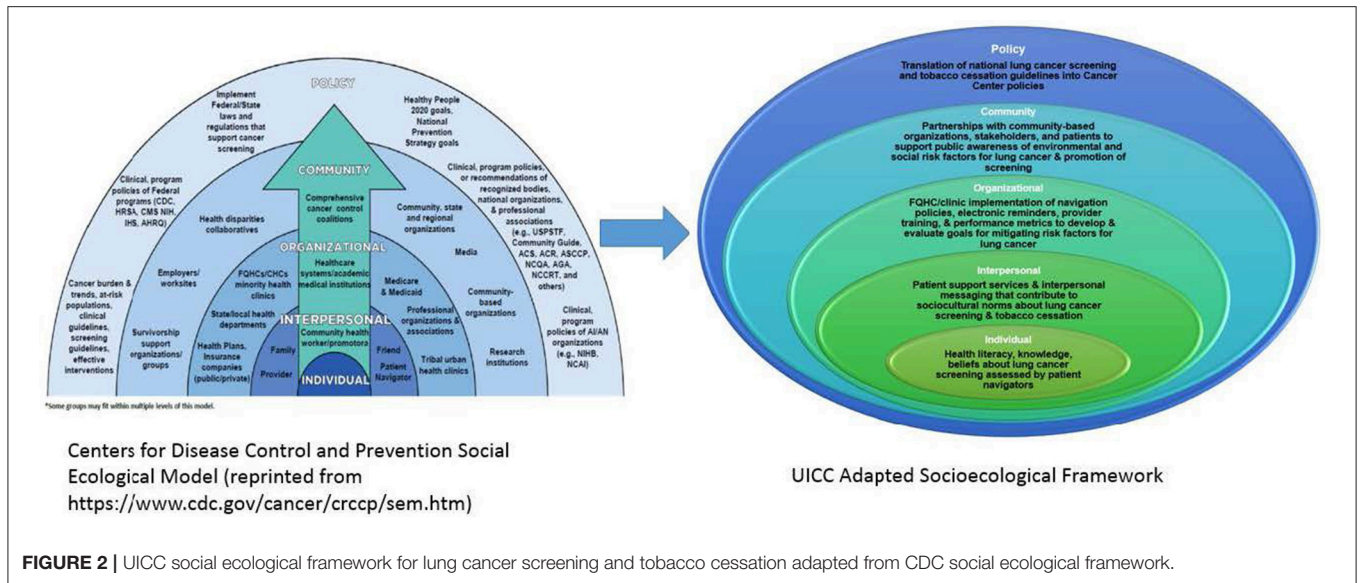 POLICY
Implement
Federal/State
laws and
regulations that
support cancer
screening
Healthy People
2020 goals,
National
Prevention
Strategy goals
Clinical, program
policies of Federal
programs (CDC,
HRSA, CMS NIH,
IHS, AHRQ)
Clinical, program policies,
or recommendations of
recognized bodies,
national organizations,
& professional
associations
(e.g., USPSTF,
Community Guide,
ACS, ACR, ASCCP,
NCQA, AGA,
NCCRT, and
others)
Cancer burden &
trends, at-risk
populations,
clinical
guidelines,
screening
guidelines,
effective
interventions
Clinical,
program
policies of AI/AN
organizations
(e.g., NIHB,
NCAI)
COMMUNITY
Comprehensive
cancer control
coalitions
Health disparities
collaboratives
Community, state
and regional
organizations
Employers/
worksites
Media
Survivorship
support
organizations/
groups
Community-
based
organizations
Research
institutions
ORGANIZATIONAL
Healthcare
systems/academic
medical institutions
FQHCs/CHCs
minority health
clinics
Medicare
& Medicaid
State/local health
departments
Professional
organizations &
associations
Health Plans,
Insurance
companies
(public/private)
Tribal urban
health clinics
INTERPERSONAL
Community health
worker/promotora
Family
Friend
Provider
Patient
Navigator
INDIVIDUAL
*Some groups may fit within multiple levels of this model.
Centers for Disease Control and Prevention Social
Ecological Model (reprinted from
https://www.cdc.gov/cancer/crccp/sem.htm)
Policy
Translation of national lung cancer screening
and tobacco cessation guidelines into Cancer
Center policies
Community
Partnerships with community-based
organizations, stakeholders, and patients to
support public awareness of environmental and
social risk factors for lung cancer & promotion of
screening
Organizational
FQHC/clinic implementation of navigation
policies, electronic reminders, provider
training, & performance metrics to develop &
evaluate goals for mitigating risk factors for
lung cancer
Interpersonal
Patient support services & interpersonal
messaging that contribute to
sociocultural norms about lung cancer
screening & tobacco cessation
Individual
Health literacy, knowledge,
beliefs about lung cancer
screening assessed by patient
navigators
UICC Adapted Socioecological Framework
FIGURE 2 | UICC social ecological framework for lung cancer screening and tobacco cessation adapted from CDC social ecological framework.